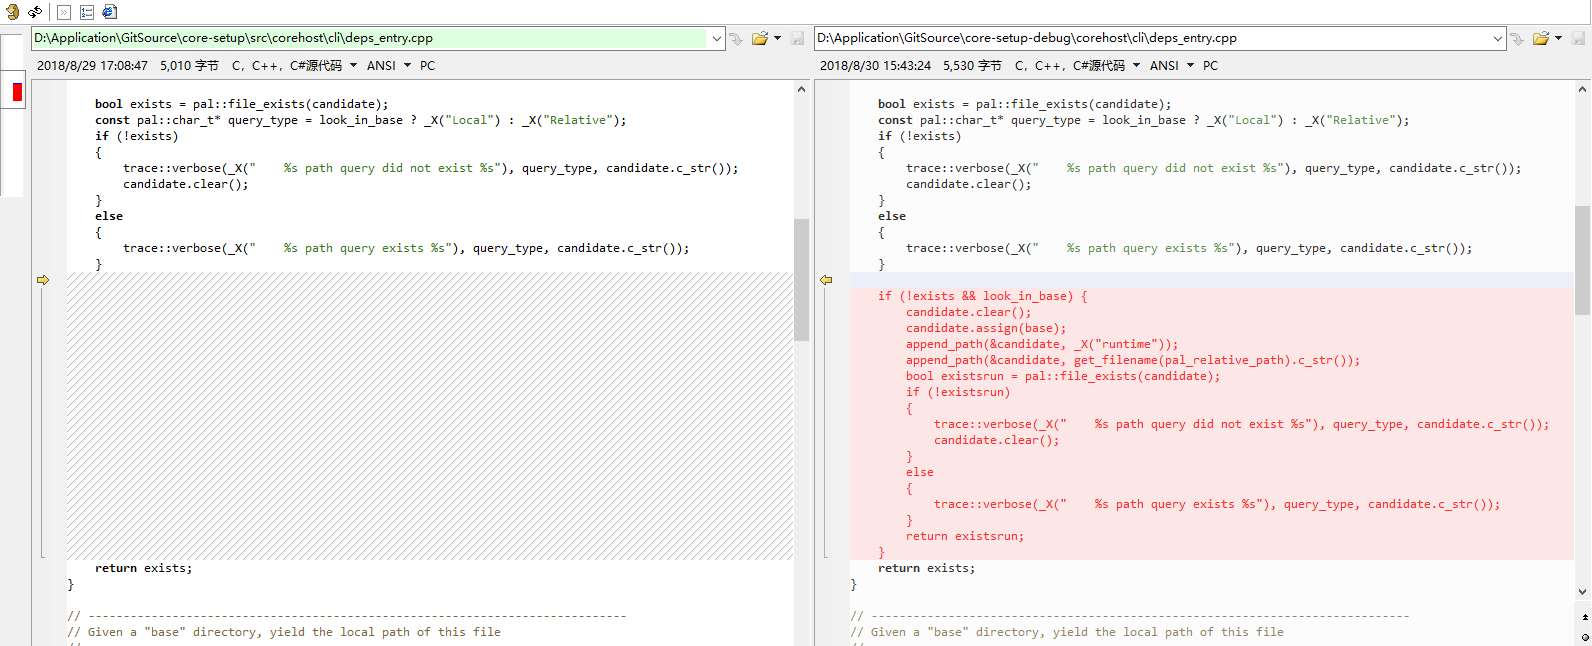 D:\Application\GitSource\core-setup\src\corehost\cli\deps_entry.cpp
2018/8/29 17:08:47 5,010 字节 C，C++，C#源代码 ANSI PC
bool exists = pal::file_exists(candidate);
const pal::char_t* query_type = look_in_base ? _X("Local") : _X("Relative");
if (!exists)
{
trace::verbose(_X("    %s path query did not exist %s"), query_type, candidate.c_str());
candidate.clear();
}
else
{
trace::verbose(_X("    %s path query exists %s"), query_type, candidate.c_str());
}
return exists;
}
// -----------------------------------------------------------------------------
// Given a "base" directory, yield the local path of this file
//
D:\Application\GitSource\core-setup-debug\corehost\cli\deps_entry.cpp
2018/8/30 15:43:24 5,530 字节 C，C++，C#源代码 ANSI PC
bool exists = pal::file_exists(candidate);
const pal::char_t* query_type = look_in_base ? _X("Local") : _X("Relative");
if (!exists)
{
trace::verbose(_X("    %s path query did not exist %s"), query_type, candidate.c_str());
candidate.clear();
}
else
{
trace::verbose(_X("    %s path query exists %s"), query_type, candidate.c_str());
}
if (!exists && look_in_base) {
candidate.clear();
candidate.assign(base);
append_path(&candidate, _X("runtime"));
append_path(&candidate, get_filename(pal_relative_path).c_str());
bool existsrun = pal::file_exists(candidate);
if (!existsrun)
{
trace::verbose(_X("    %s path query did not exist %s"), query_type, candidate.c_str());
candidate.clear();
}
else
{
trace::verbose(_X("    %s path query exists %s"), query_type, candidate.c_str());
}
return existsrun;
}
return exists;
}
// -----------------------------------------------------------------------------
// Given a "base" directory, yield the local path of this file
//